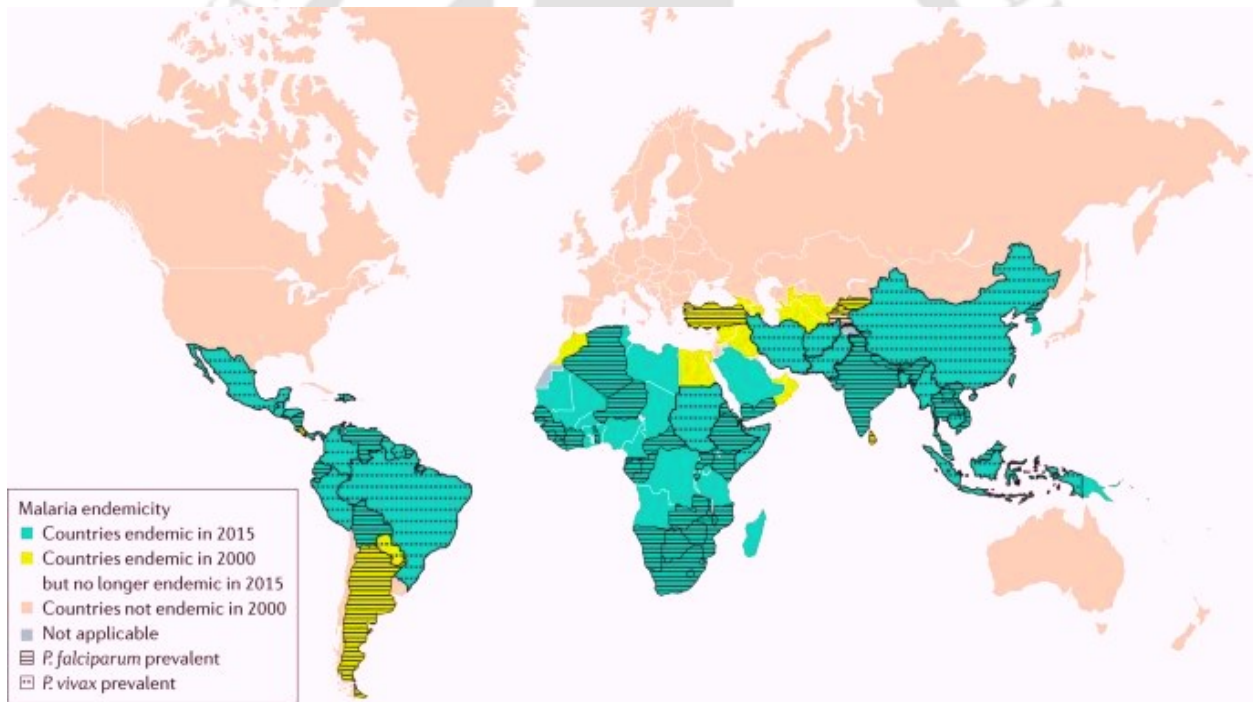 Malaria endemicity
Countries endemic in 2015
Countries endemic in 2000
but no longer endemic in 2015
Countries not endemic in 2000
Not applicable
P. falciparum prevalent
P. vivax prevalent